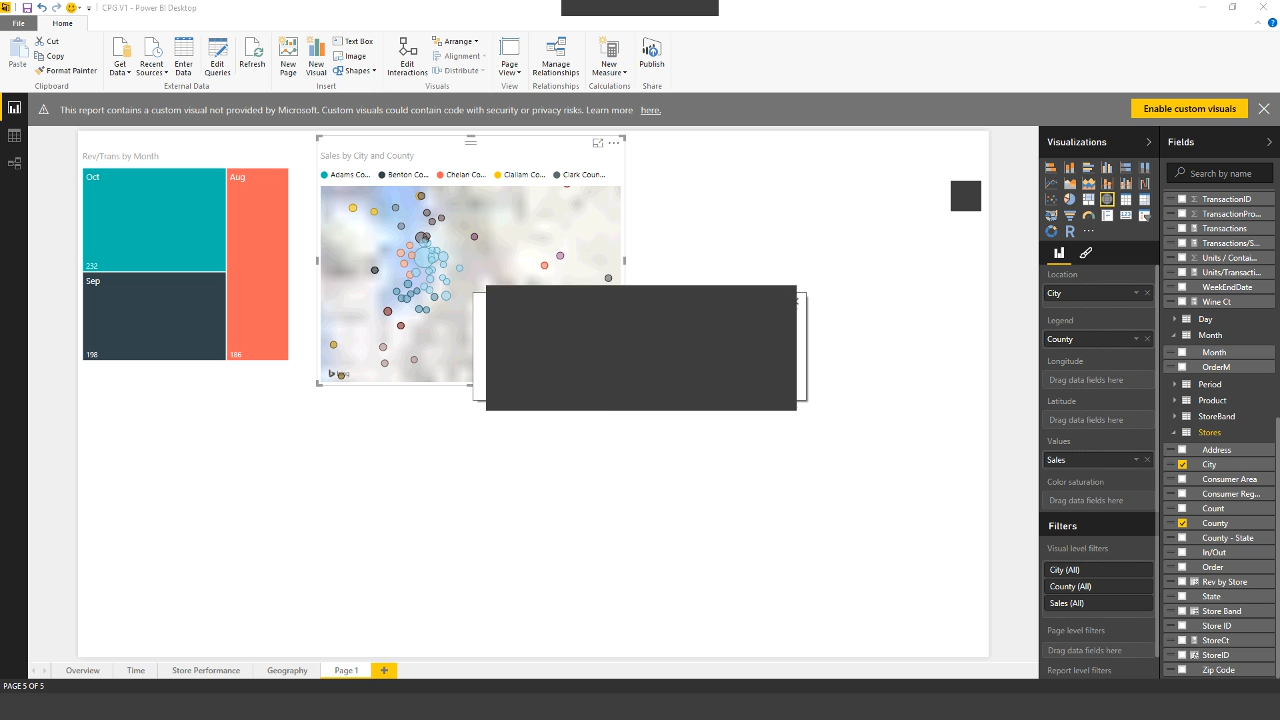 CPG.V1 - Power BI Desktop
File
Home
Paste
Cut
Copy
Format Painter
Clipboard
Get Data
Recent Sources
Enter Data
Edit Queries
Refresh
External Data
New Page
New Visual
Text Box
Image
Shapes
Insert
Edit Interactions
Arrange
Alignment
Distribute
Visuals
Page View
View
Manage Relationships
Relationships
New Measure
Calculations
Publish
Share
This report contains a custom visual not provided by Microsoft. Custom visuals could contain code with security or privacy risks. Learn more here.
Enable custom visuals
Rev/Trans by Month
Oct
232
Sep
198
Aug
186
Sales by City and County
Adams Co... Benton Co... Chelan Co... Clallam Co... Clark Coun...
Visualizations
Location
City
Legend
County
Longitude
Drag data fields here
Latitude
Drag data fields here
Values
Sales
Color saturation
Drag data fields here
Filters
Visual level filters
City (All)
County (All)
Sales (All)
Page level filters
Drag data fields here
Report level filters
Fields
Search by name
TransactionID
TransactionPro...
Transactions
Transactions/S...
Units / Contai...
Units/Transacti...
WeekEndDate
Wine Ct
Day
Month
Month
OrderM
Period
Product
StoreBand
Stores
Address
City
Consumer Area
Consumer Reg...
Count
County
County - State
In/Out
Order
Rev by Store
State
Store Band
Store ID
StoreCt
StoreID
Zip Code
Overview
Time
Store Performance
Geography
Page 1
PAGE 5 OF 5